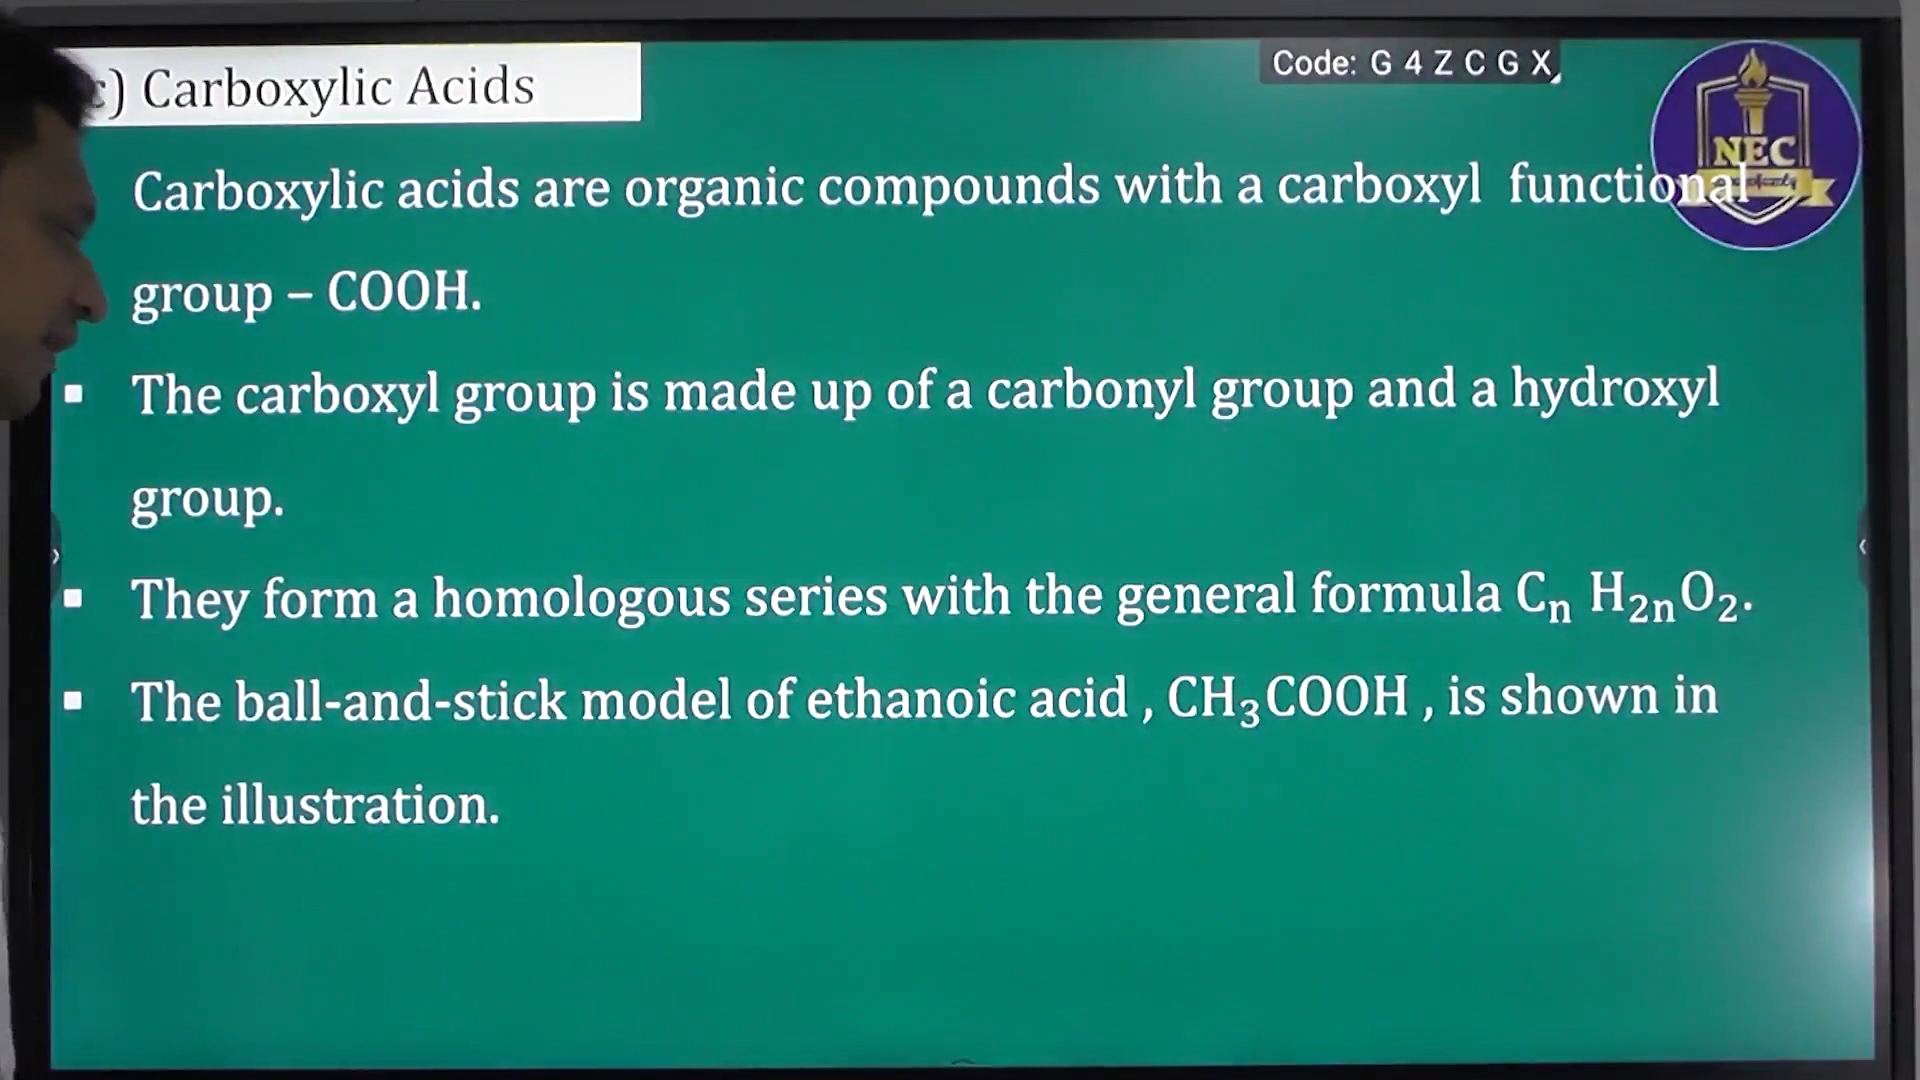 c) Carboxylic Acids
Code: G 4 Z C G X
NEC
Carboxylic acids are organic compounds with a carboxyl functional
group – COOH.
▪ The carboxyl group is made up of a carbonyl group and a hydroxyl
group.
▪ They form a homologous series with the general formula Cₙ H₂ₙO₂.
▪ The ball-and-stick model of ethanoic acid , CH₃COOH , is shown in
the illustration.